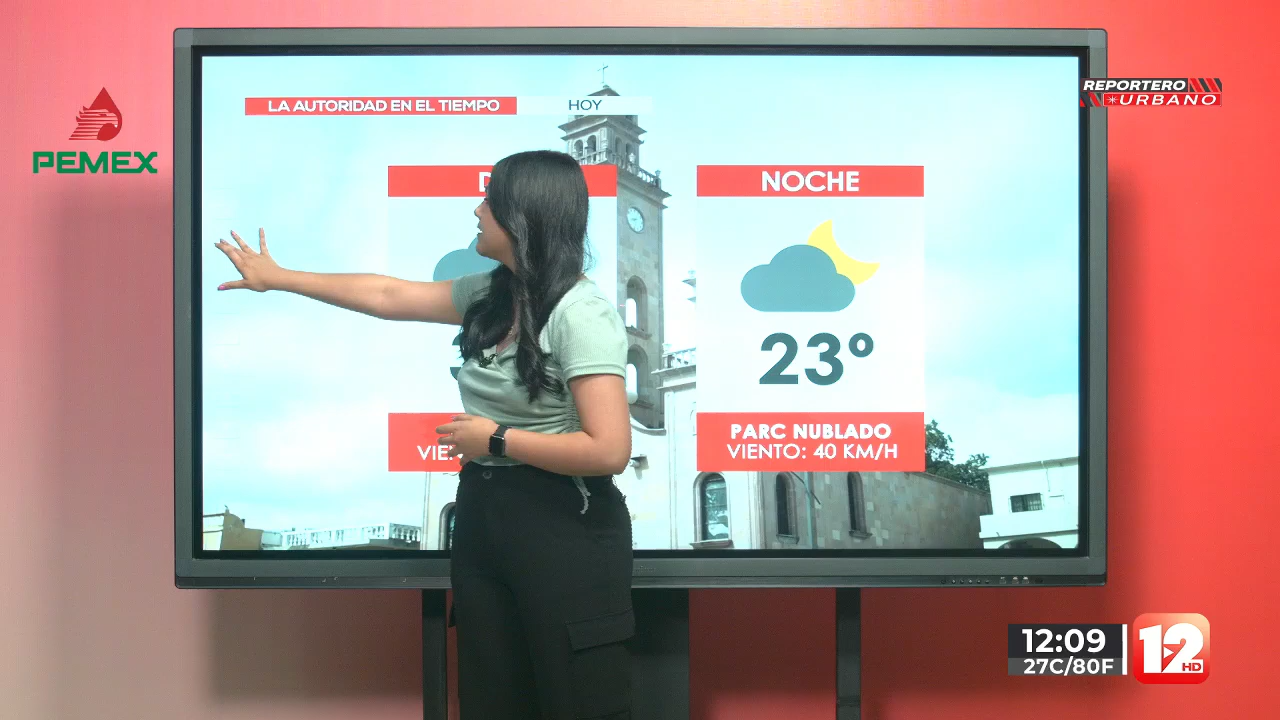 PEMEX
LA AUTORIDAD EN EL TIEMPO
HOY
REPORTERO
URBANO
NOCHE
23°
PARC NUBLADO
VIENTO: 40 KM/H
12:09
27C/80F
12
HD